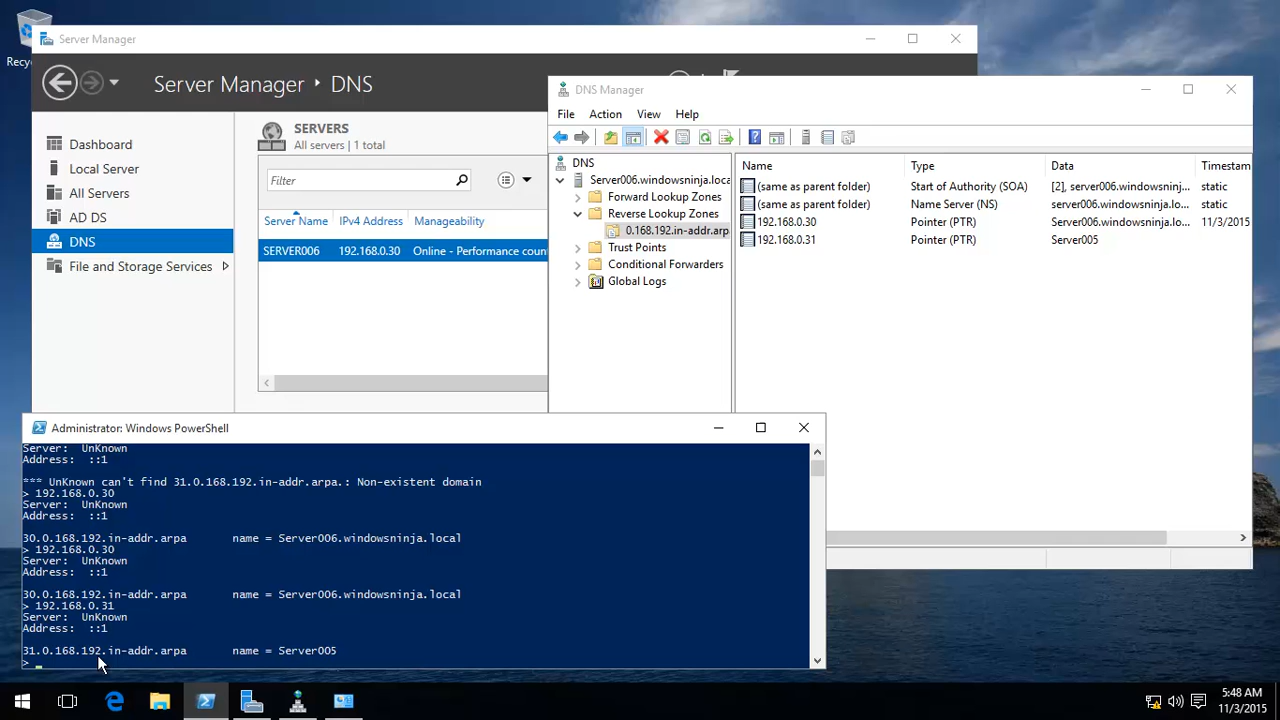 Recyc
Server Manager
Server Manager ‣ DNS
Dashboard
Local Server
All Servers
AD DS
DNS
File and Storage Services
SERVERS
All servers | 1 total
Filter
Server Name IPv4 Address Manageability
SERVER006 192.168.0.30 Online - Performance coun
DNS Manager
File Action View Help
DNS
Server006.windowsninja.loca
Forward Lookup Zones
Reverse Lookup Zones
0.168.192.in-addr.arp
Trust Points
Conditional Forwarders
Global Logs
Name Type Data Timestam
(same as parent folder) Start of Authority (SOA) [2], server006.windowsninj... static
(same as parent folder) Name Server (NS) server006.windowsninja.lo... static
192.168.0.30 Pointer (PTR) Server006.windowsninja.lo... 11/3/2015
192.168.0.31 Pointer (PTR) Server005
Administrator: Windows PowerShell
Server:  UnKnown
Address:  ::1
*** UnKnown can't find 31.0.168.192.in-addr.arpa.: Non-existent domain
> 192.168.0.30
Server:  UnKnown
Address:  ::1
30.0.168.192.in-addr.arpa name = Server006.windowsninja.local
> 192.168.0.30
Server:  UnKnown
Address:  ::1
30.0.168.192.in-addr.arpa name = Server006.windowsninja.local
> 192.168.0.31
Server:  UnKnown
Address:  ::1
31.0.168.192.in-addr.arpa name = Server005
>
5:48 AM
11/3/2015